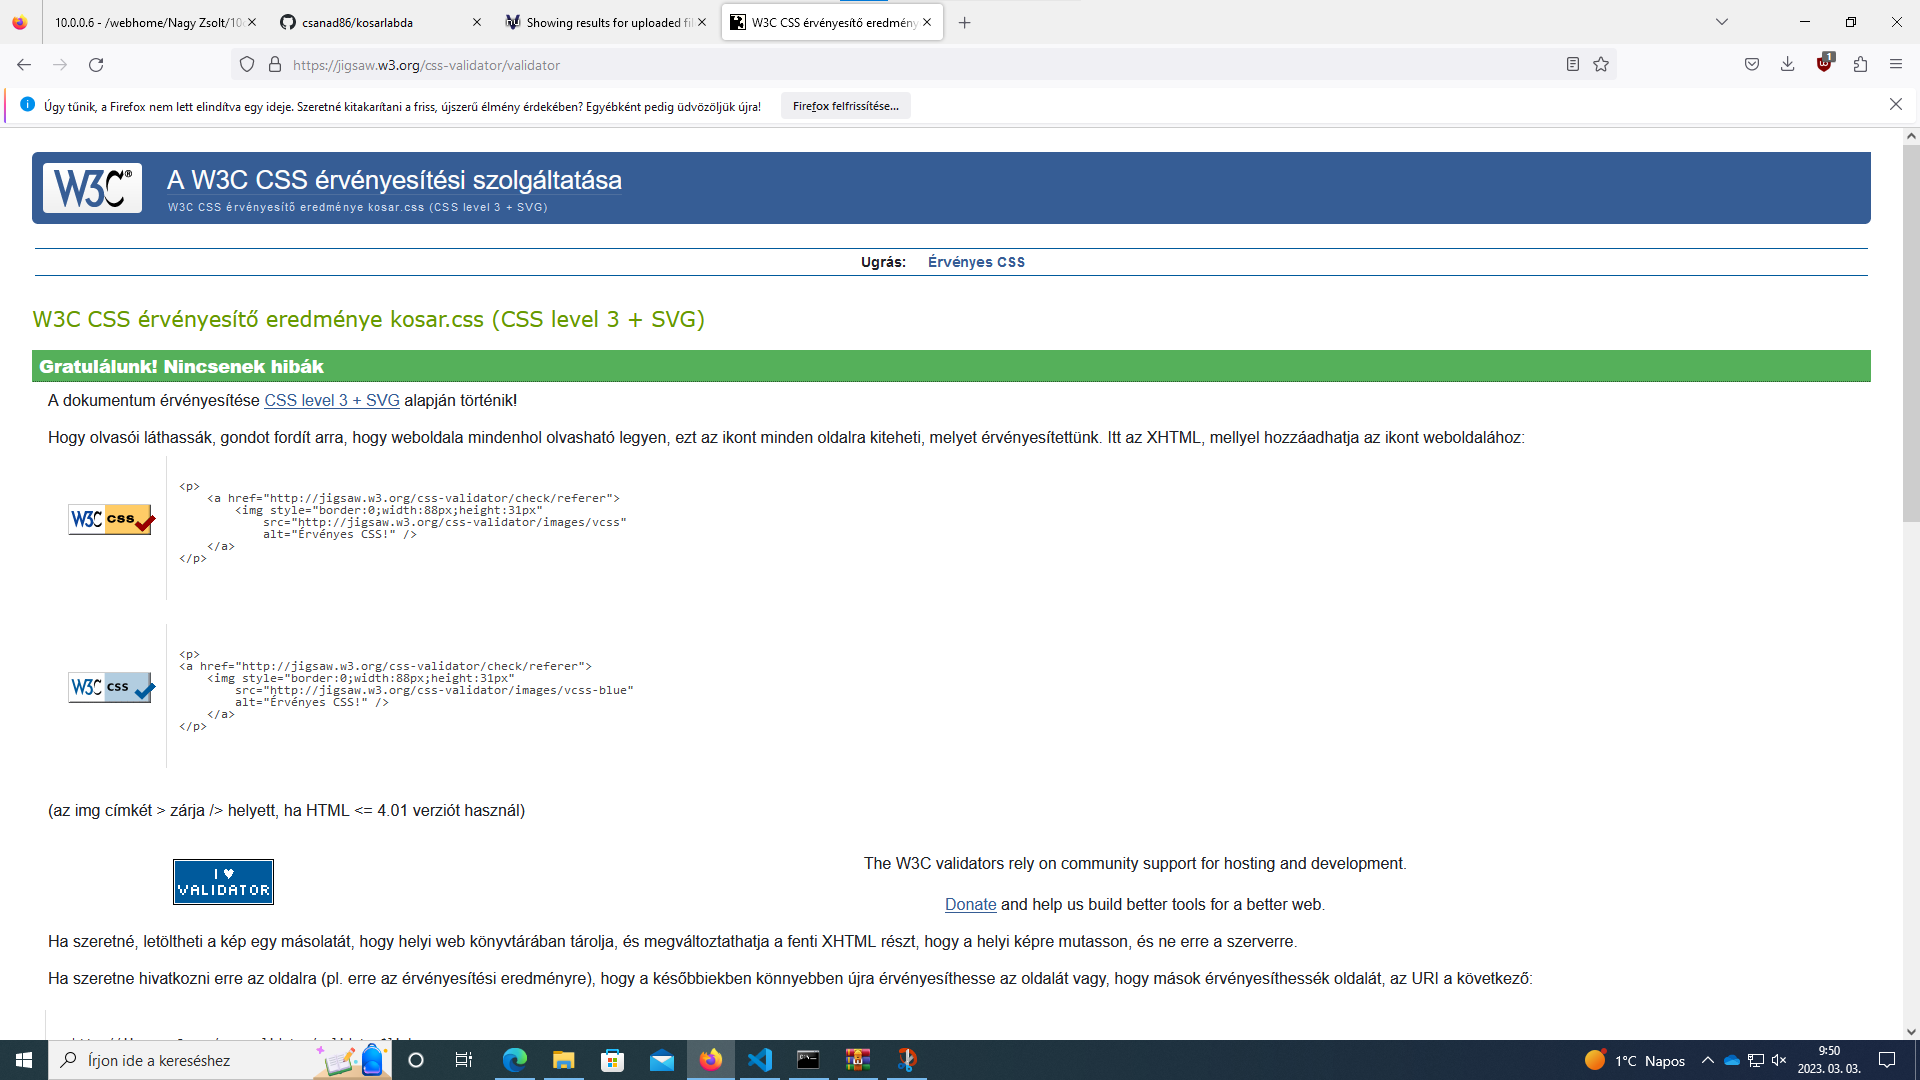 10.0.0.6 - /webhome/Nagy Zsolt/10
csanad86/kosarlabda
Showing results for uploaded fil
W3C CSS érvényesítő eredmény
https://jigsaw.w3.org/css-validator/validator
1
Úgy tűnik, a Firefox nem lett elindítva egy ideje. Szeretné kitakarítani a friss, újszerű élmény érdekében? Egyébként pedig üdvözöljük újra!
Firefox felfrissítése...
W3C®
A W3C CSS érvényesítési szolgáltatása
W3C CSS érvényesítő eredménye kosar.css (CSS level 3 + SVG)
Ugrás: Érvényes CSS
W3C CSS érvényesítő eredménye kosar.css (CSS level 3 + SVG)
Gratulálunk! Nincsenek hibák
A dokumentum érvényesítése CSS level 3 + SVG alapján történik!
Hogy olvasói láthassák, gondot fordít arra, hogy weboldala mindenhol olvasható legyen, ezt az ikont minden oldalra kiteheti, melyet érvényesítettünk. Itt az XHTML, mellyel hozzáadhatja az ikont weboldalához:
W3C css
<p>
<a href="http://jigsaw.w3.org/css-validator/check/referer">
<img style="border:0;width:88px;height:31px"
src="http://jigsaw.w3.org/css-validator/images/vcss"
alt="Érvényes CSS!" />
</a>
</p>
W3C css
<p>
<a href="http://jigsaw.w3.org/css-validator/check/referer">
<img style="border:0;width:88px;height:31px"
src="http://jigsaw.w3.org/css-validator/images/vcss-blue"
alt="Érvényes CSS!" />
</a>
</p>
(az img címkét > zárja /> helyett, ha HTML <= 4.01 verziót használ)
I ♥
VALIDATOR
The W3C validators rely on community support for hosting and development.
Donate and help us build better tools for a better web.
Ha szeretné, letöltheti a kép egy másolatát, hogy helyi web könyvtárában tárolja, és megváltoztathatja a fenti XHTML részt, hogy a helyi képre mutasson, és ne erre a szerverre.
Ha szeretne hivatkozni erre az oldalra (pl. erre az érvényesítési eredményre), hogy a későbbiekben könnyebben újra érvényesíthesse az oldalát vagy, hogy mások érvényesíthessék oldalát, az URI a következő:
Írjon ide a kereséshez
1°C Napos
9:50
2023. 03. 03.